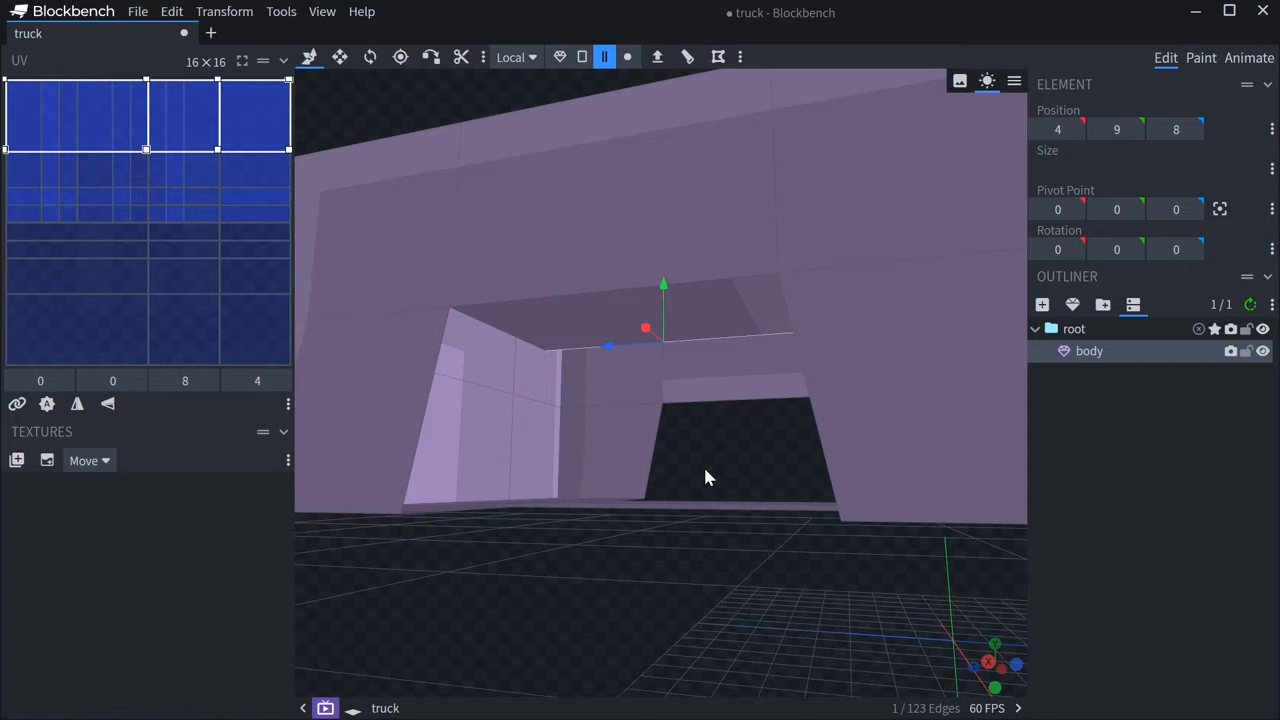 Blockbench File Edit Transform Tools View Help
truck - Blockbench
truck
UV 16×16
Local
Edit Paint Animate
ELEMENT
Position
4 9 8
Size
Pivot Point
0 0 0
Rotation
0 0 0
OUTLINER
1 / 1
root
body
0 0 8 4
TEXTURES
Move
X
Y
truck
1 / 123 Edges 60 FPS